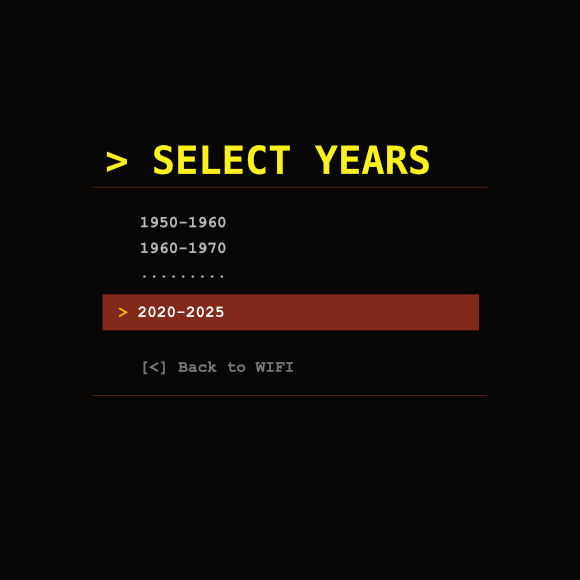 > SELECT YEARS
1950-1960
1960-1970
.........
> 2020-2025
[<] Back to WIFI